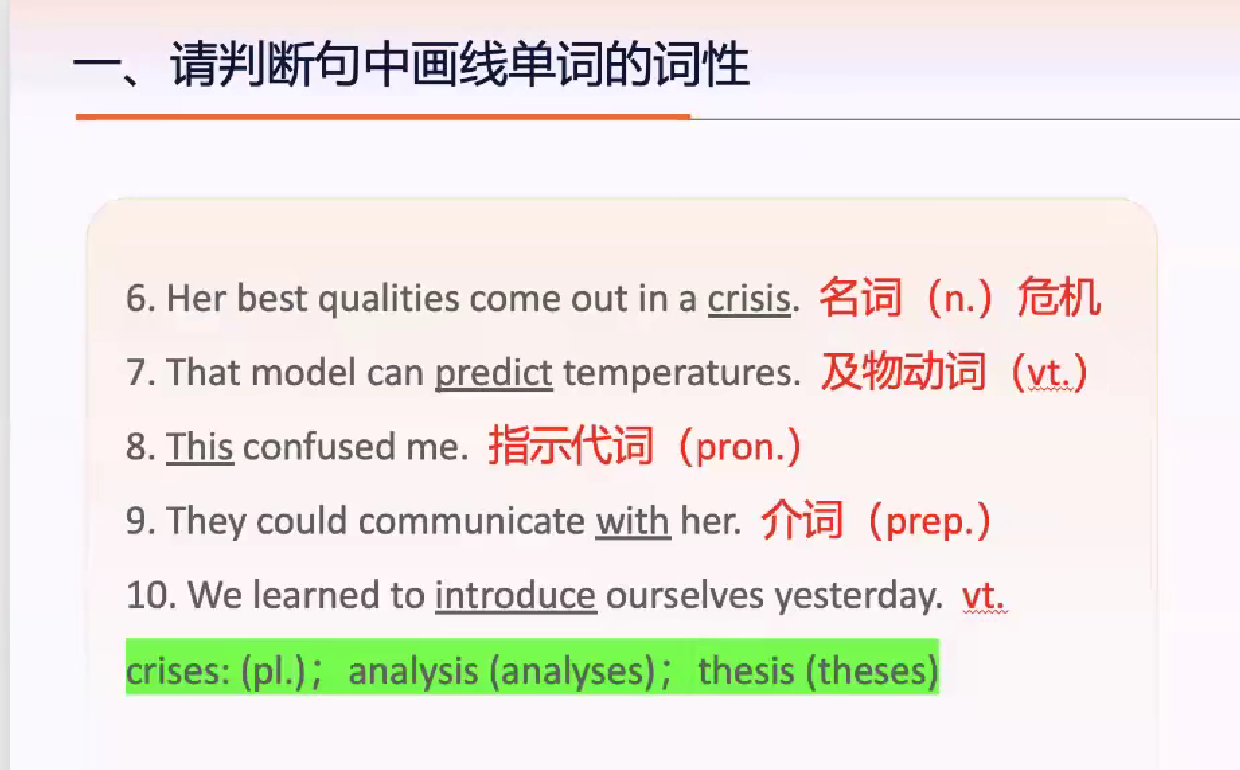 一、请判断句中画线单词的词性
6. Her best qualities come out in a crisis. 名词（n.）危机
7. That model can predict temperatures. 及物动词（vt.）
8. This confused me. 指示代词（pron.）
9. They could communicate with her. 介词（prep.）
10. We learned to introduce ourselves yesterday. vt.
crises: (pl.)； analysis (analyses)； thesis (theses)